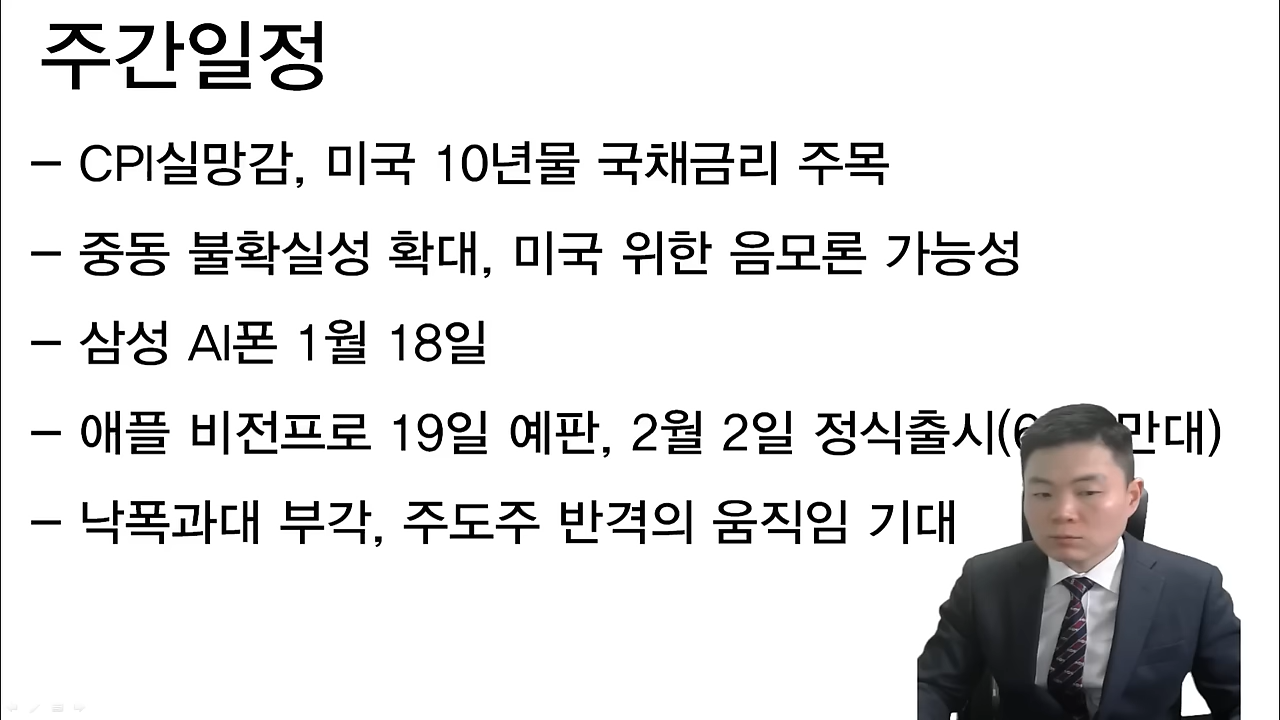 주간일정
– CPI실망감, 미국 10년물 국채금리 주목
– 중동 불확실성 확대, 미국 위한 음모론 가능성
– 삼성 AI폰 1월 18일
– 애플 비전프로 19일 예판, 2월 2일 정식출시
– 낙폭과대 부각, 주도주 반격의 움직임 기대